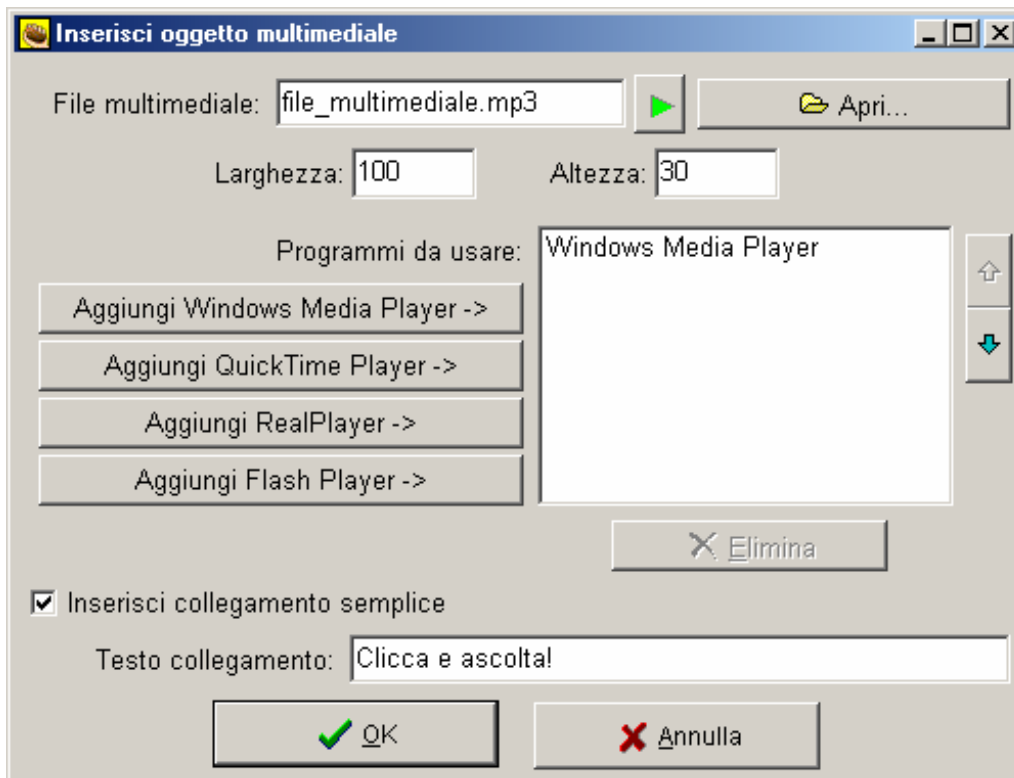 Inserisci oggetto multimediale
File multimediale: file_multimediale.mp3 Apri...
Larghezza: 100 Altezza: 30
Programmi da usare: Windows Media Player
Aggiungi Windows Media Player ->
Aggiungi QuickTime Player ->
Aggiungi RealPlayer ->
Aggiungi Flash Player ->
Elimina
Inserisci collegamento semplice
Testo collegamento: Clicca e ascolta!
OK Annulla